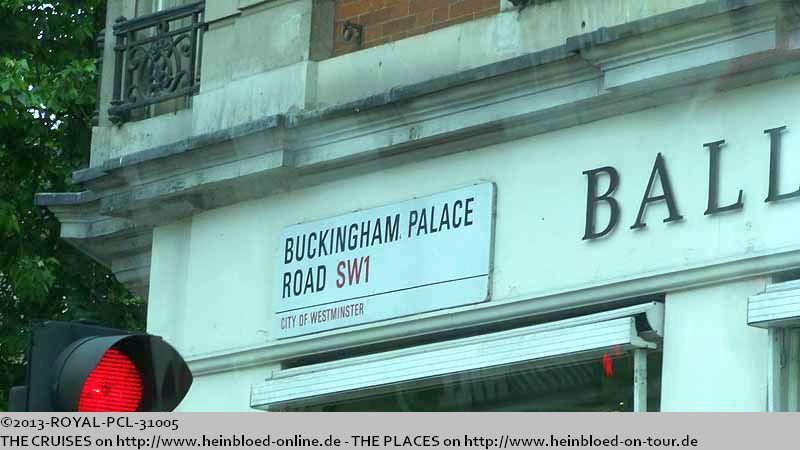 BALL
BUCKINGHAM PALACE
ROAD SW1
CITY OF WESTMINSTER
©2013-ROYAL-PCL-31005
THE CRUISES on http://www.heinbloed-online.de - THE PLACES on http://www.heinbloed-on-tour.de